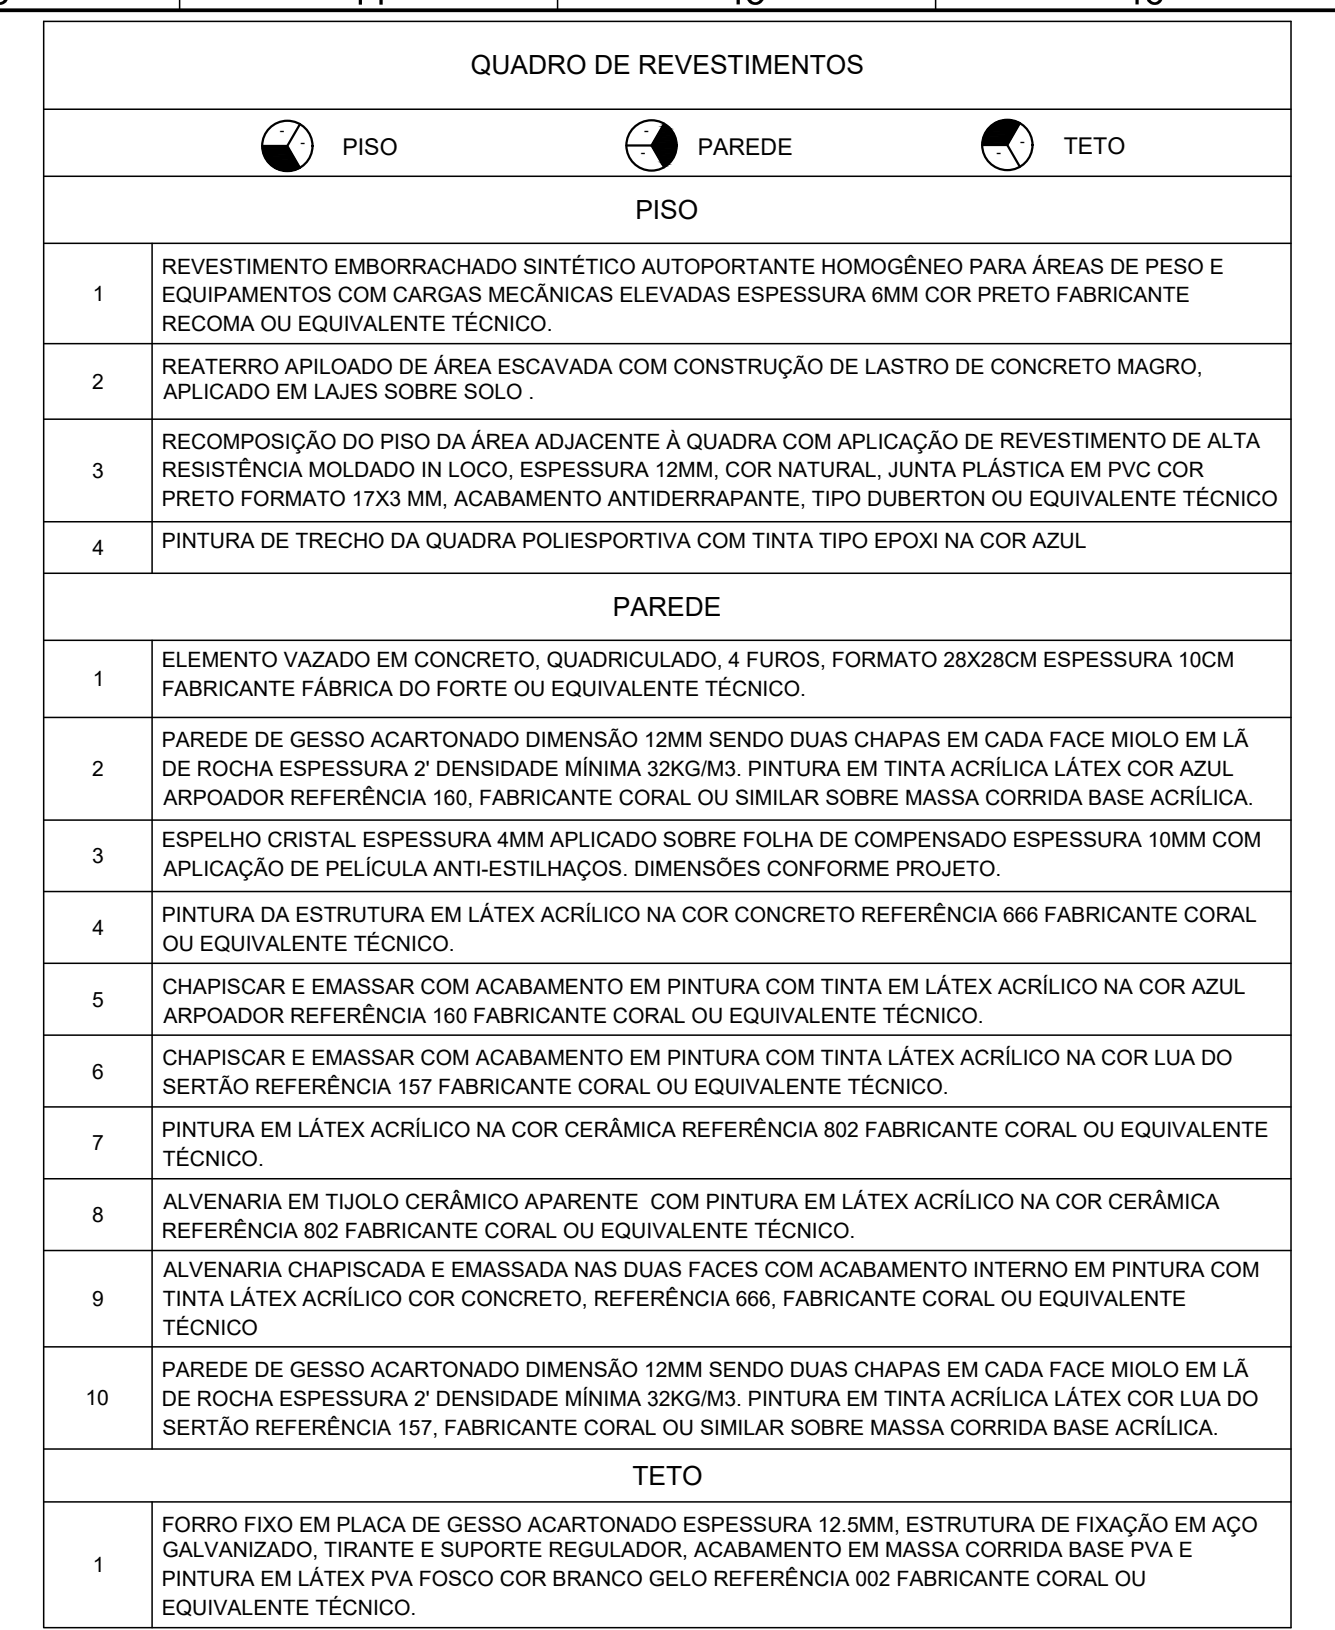 QUADRO DE REVESTIMENTOS
PISO PAREDE TETO
PISO
1
REVESTIMENTO EMBORRACHADO SINTÉTICO AUTOPORTANTE HOMOGÊNEO PARA ÁREAS DE PESO E
EQUIPAMENTOS COM CARGAS MECÃNICAS ELEVADAS ESPESSURA 6MM COR PRETO FABRICANTE
RECOMA OU EQUIVALENTE TÉCNICO.
2
REATERRO APILOADO DE ÁREA ESCAVADA COM CONSTRUÇÃO DE LASTRO DE CONCRETO MAGRO,
APLICADO EM LAJES SOBRE SOLO .
3
RECOMPOSIÇÃO DO PISO DA ÁREA ADJACENTE À QUADRA COM APLICAÇÃO DE REVESTIMENTO DE ALTA
RESISTÊNCIA MOLDADO IN LOCO, ESPESSURA 12MM, COR NATURAL, JUNTA PLÁSTICA EM PVC COR
PRETO FORMATO 17X3 MM, ACABAMENTO ANTIDERRAPANTE, TIPO DUBERTON OU EQUIVALENTE TÉCNICO
4
PINTURA DE TRECHO DA QUADRA POLIESPORTIVA COM TINTA TIPO EPOXI NA COR AZUL
PAREDE
1
ELEMENTO VAZADO EM CONCRETO, QUADRICULADO, 4 FUROS, FORMATO 28X28CM ESPESSURA 10CM
FABRICANTE FÁBRICA DO FORTE OU EQUIVALENTE TÉCNICO.
2
PAREDE DE GESSO ACARTONADO DIMENSÃO 12MM SENDO DUAS CHAPAS EM CADA FACE MIOLO EM LÃ
DE ROCHA ESPESSURA 2' DENSIDADE MÍNIMA 32KG/M3. PINTURA EM TINTA ACRÍLICA LÁTEX COR AZUL
ARPOADOR REFERÊNCIA 160, FABRICANTE CORAL OU SIMILAR SOBRE MASSA CORRIDA BASE ACRÍLICA.
3
ESPELHO CRISTAL ESPESSURA 4MM APLICADO SOBRE FOLHA DE COMPENSADO ESPESSURA 10MM COM
APLICAÇÃO DE PELÍCULA ANTI-ESTILHAÇOS. DIMENSÕES CONFORME PROJETO.
4
PINTURA DA ESTRUTURA EM LÁTEX ACRÍLICO NA COR CONCRETO REFERÊNCIA 666 FABRICANTE CORAL
OU EQUIVALENTE TÉCNICO.
5
CHAPISCAR E EMASSAR COM ACABAMENTO EM PINTURA COM TINTA EM LÁTEX ACRÍLICO NA COR AZUL
ARPOADOR REFERÊNCIA 160 FABRICANTE CORAL OU EQUIVALENTE TÉCNICO.
6
CHAPISCAR E EMASSAR COM ACABAMENTO EM PINTURA COM TINTA LÁTEX ACRÍLICO NA COR LUA DO
SERTÃO REFERÊNCIA 157 FABRICANTE CORAL OU EQUIVALENTE TÉCNICO.
7
PINTURA EM LÁTEX ACRÍLICO NA COR CERÂMICA REFERÊNCIA 802 FABRICANTE CORAL OU EQUIVALENTE
TÉCNICO.
8
ALVENARIA EM TIJOLO CERÂMICO APARENTE  COM PINTURA EM LÁTEX ACRÍLICO NA COR CERÂMICA
REFERÊNCIA 802 FABRICANTE CORAL OU EQUIVALENTE TÉCNICO.
9
ALVENARIA CHAPISCADA E EMASSADA NAS DUAS FACES COM ACABAMENTO INTERNO EM PINTURA COM
TINTA LÁTEX ACRÍLICO COR CONCRETO, REFERÊNCIA 666, FABRICANTE CORAL OU EQUIVALENTE
TÉCNICO
10
PAREDE DE GESSO ACARTONADO DIMENSÃO 12MM SENDO DUAS CHAPAS EM CADA FACE MIOLO EM LÃ
DE ROCHA ESPESSURA 2' DENSIDADE MÍNIMA 32KG/M3. PINTURA EM TINTA ACRÍLICA LÁTEX COR LUA DO
SERTÃO REFERÊNCIA 157, FABRICANTE CORAL OU SIMILAR SOBRE MASSA CORRIDA BASE ACRÍLICA.
TETO
1
FORRO FIXO EM PLACA DE GESSO ACARTONADO ESPESSURA 12.5MM, ESTRUTURA DE FIXAÇÃO EM AÇO
GALVANIZADO, TIRANTE E SUPORTE REGULADOR, ACABAMENTO EM MASSA CORRIDA BASE PVA E
PINTURA EM LÁTEX PVA FOSCO COR BRANCO GELO REFERÊNCIA 002 FABRICANTE CORAL OU
EQUIVALENTE TÉCNICO.